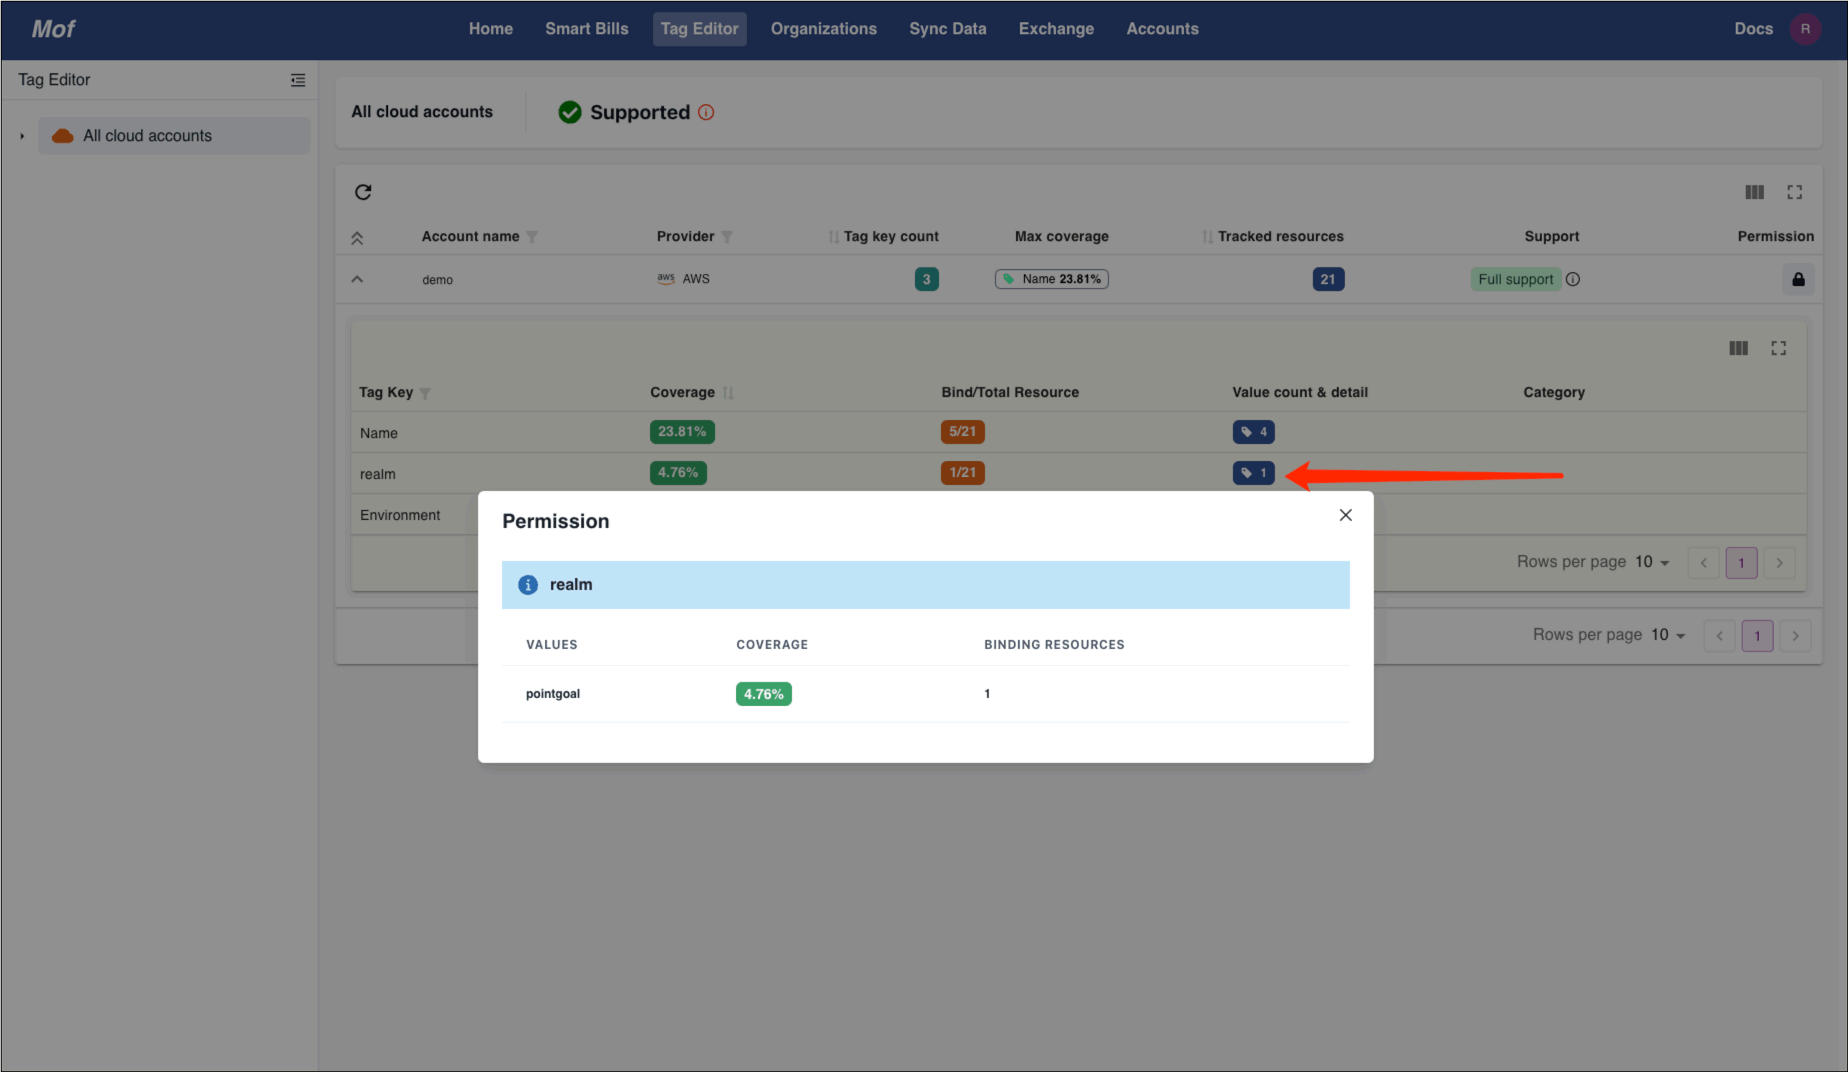 Mof
Home Smart Bills Tag Editor Organizations Sync Data Exchange Accounts Docs R
Tag Editor
All cloud accounts
All cloud accounts Supported
Account name Provider Tag key count Max coverage Tracked resources Support Permission
demo aws AWS 3 Name 23.81% 21 Full support
Tag Key Coverage Bind/Total Resource Value count & detail Category
Name 23.81% 5/21 4
realm 4.76% 1/21 1
Environment
Rows per page 10 1
Rows per page 10 1
Permission
realm
VALUES COVERAGE BINDING RESOURCES
pointgoal 4.76% 1